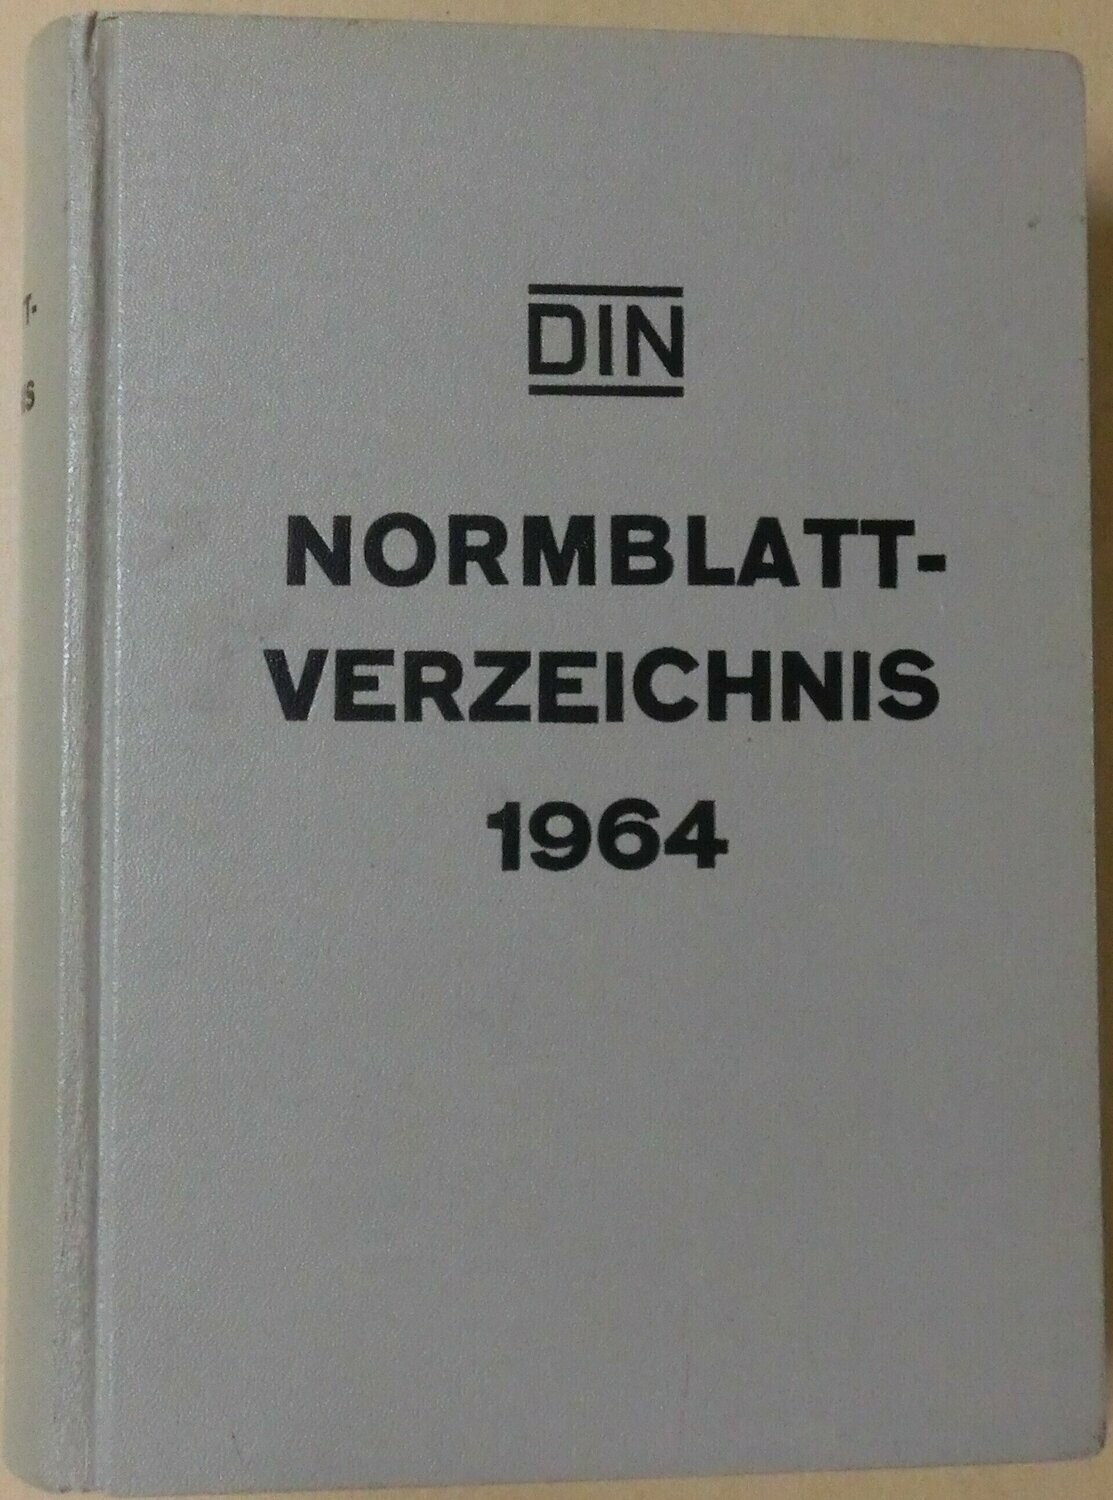 DIN
NORMBLATT-
VERZEICHNIS
1964